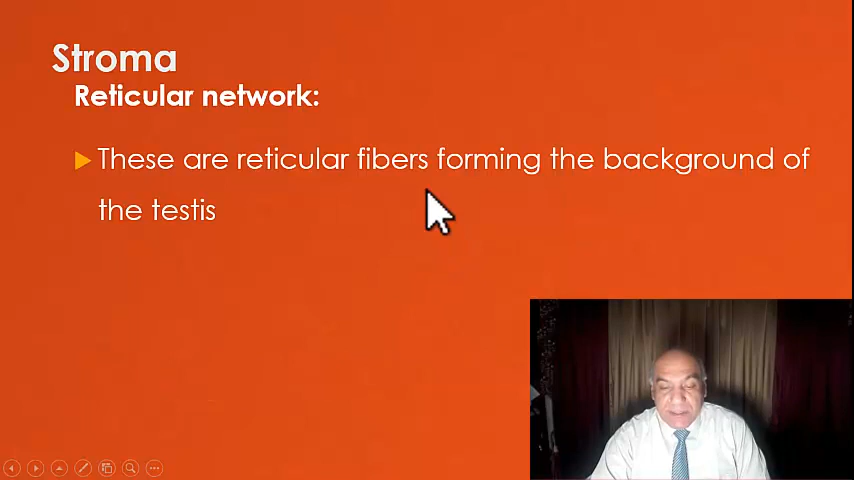 Stroma
Reticular network:
These are reticular fibers forming the background of
the testis